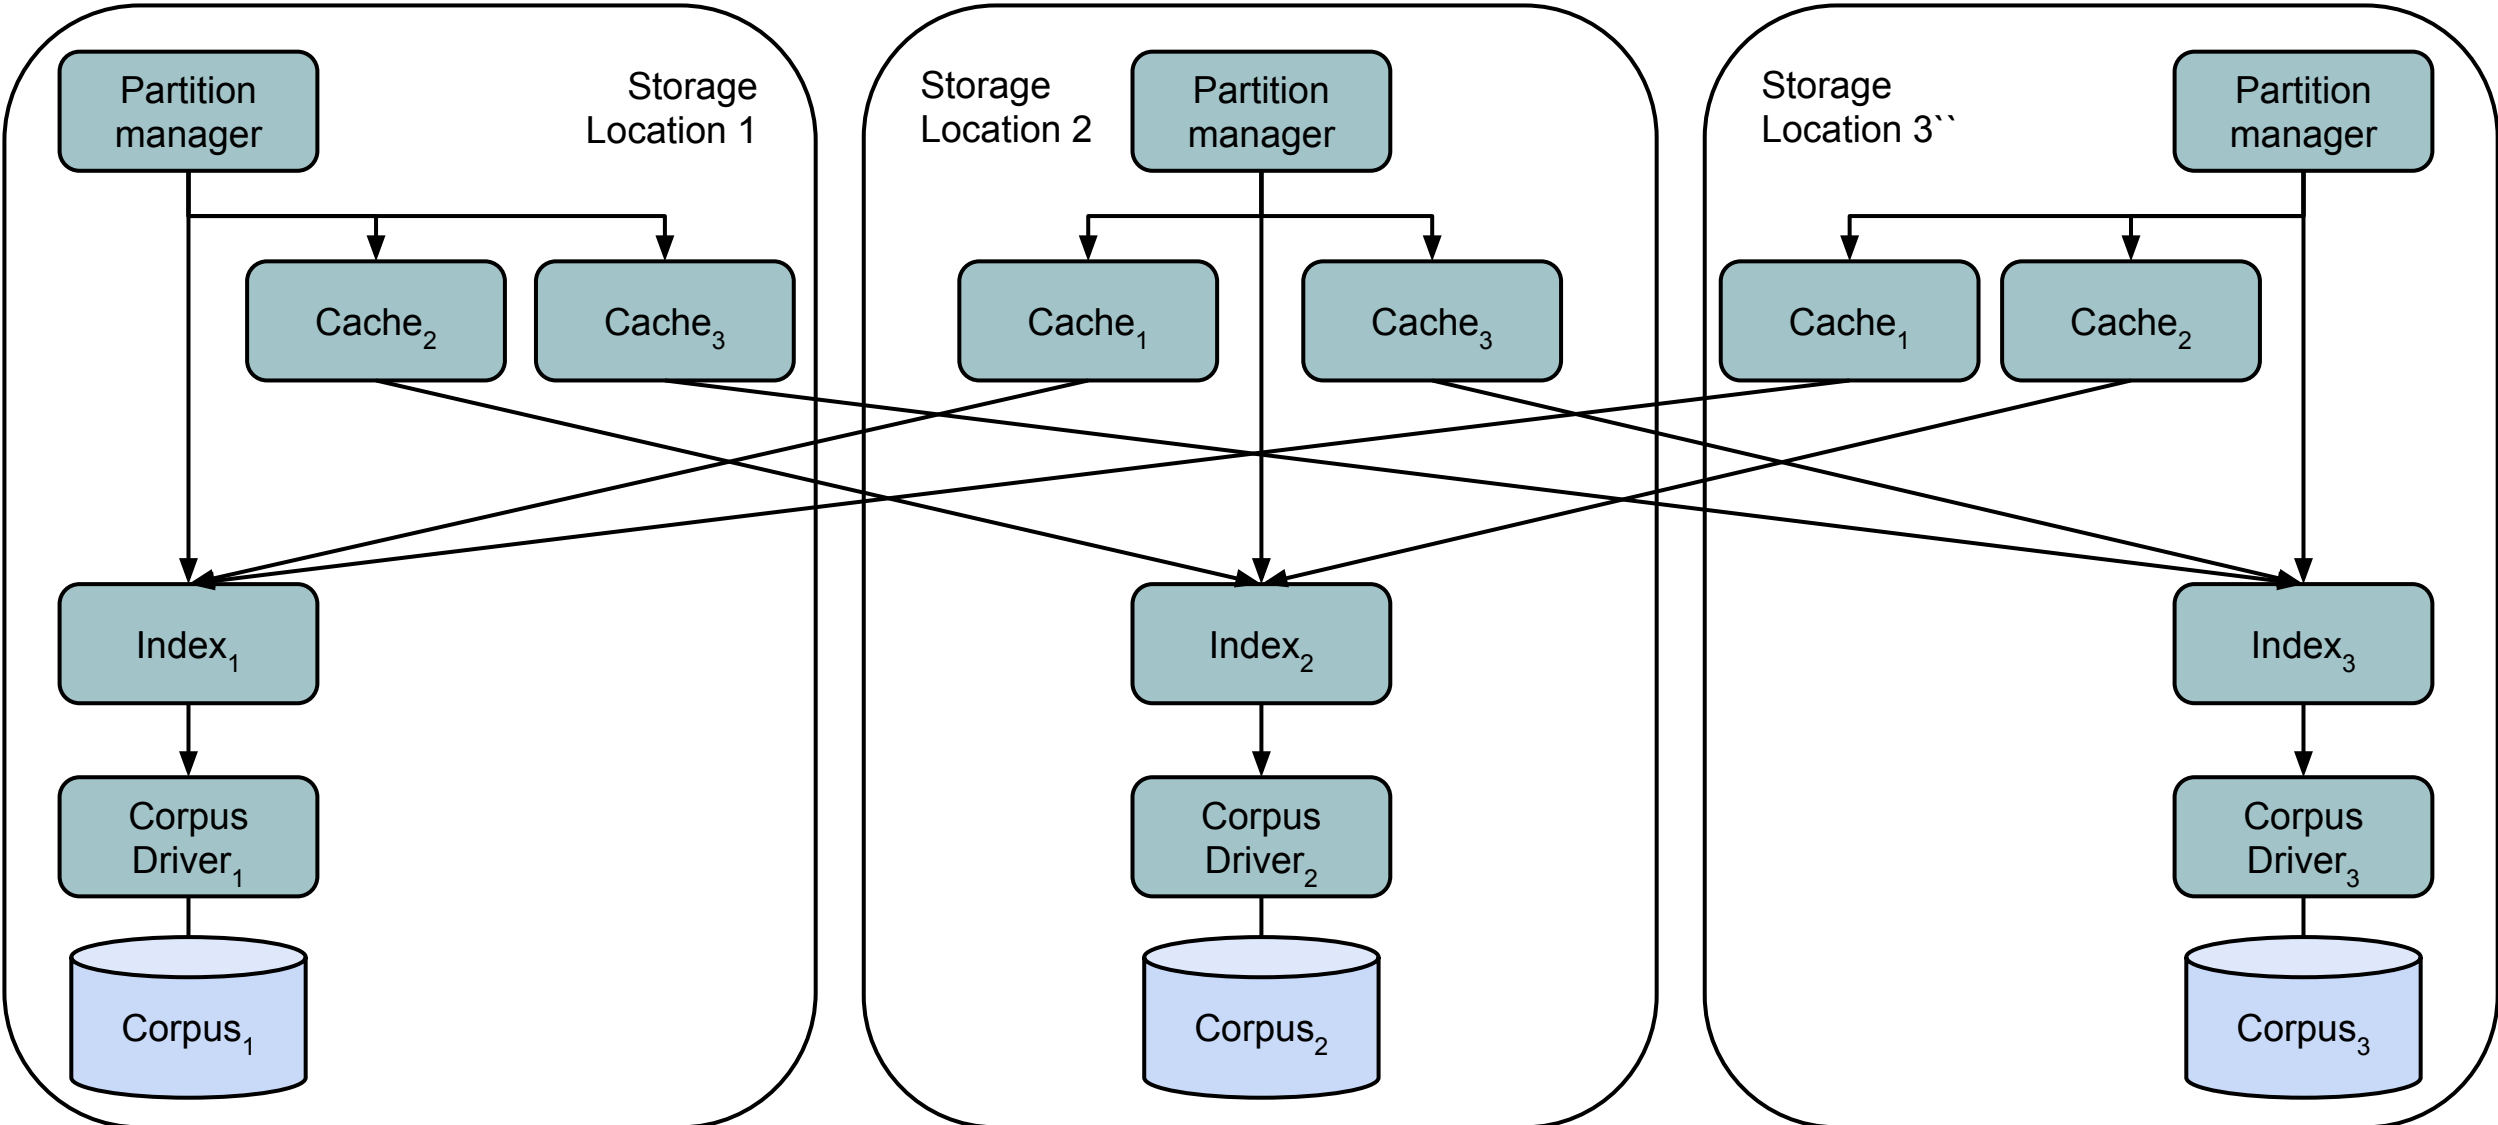 Partition
manager
Storage
Location 1
Storage
Location 2
Partition
manager
Storage
Location 3``
Partition
manager
Cache2
Cache3
Cache1
Cache3
Cache1
Cache2
Index1
Index2
Index3
Corpus
Driver1
Corpus
Driver2
Corpus
Driver3
Corpus1
Corpus2
Corpus3